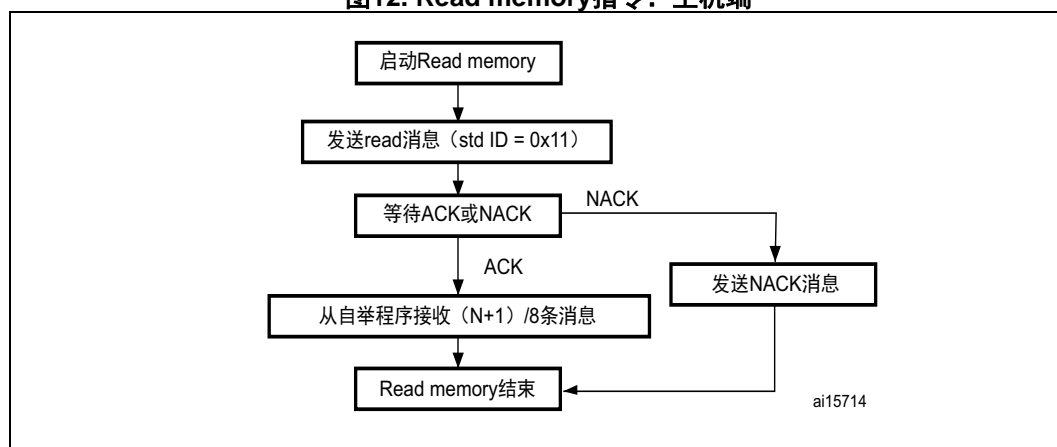 图12. Read memory指令：主机端
启动Read memory
发送read消息（std ID = 0x11）
等待ACK或NACK
NACK
ACK
发送NACK消息
从自举程序接收（N+1）/8条消息
Read memory结束
ai15714